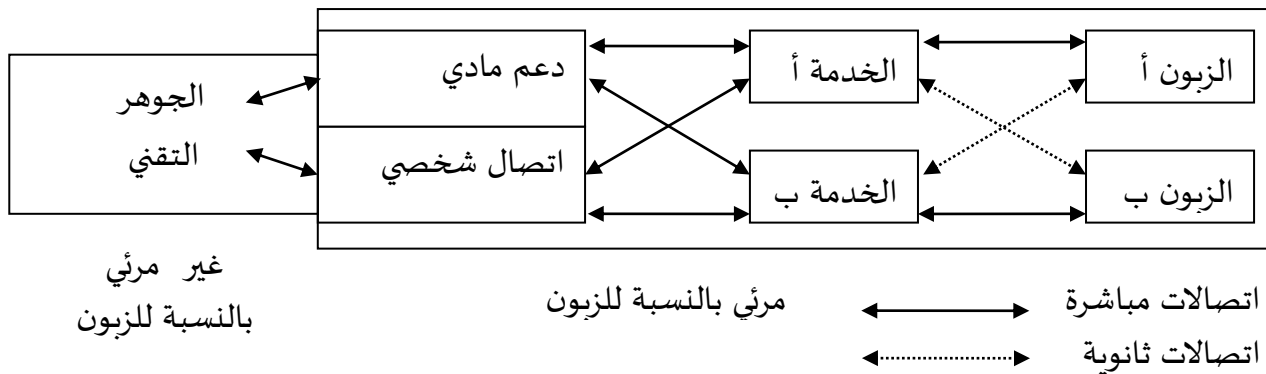 الزبون أ
الخدمة أ
دعم مادي
الجوهر
التقني
اتصال شخصي
الخدمة ب
الزبون ب
غير مرئي
بالنسبة للزبون
مرئي بالنسبة للزبون
اتصالات مباشرة
اتصالات ثانوية